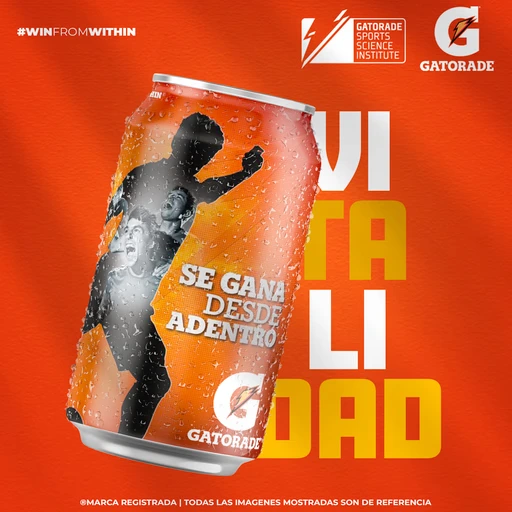 #WINFROMWITHIN
GATORADE
SPORTS
SCIENCE
INSTITUTE
G
GATORADE
VI
TA
LI
DAD
SE GANA
DESDE
ADENTRO
G
GATORADE
®MARCA REGISTRADA | TODAS LAS IMAGENES MOSTRADAS SON DE REFERENCIA